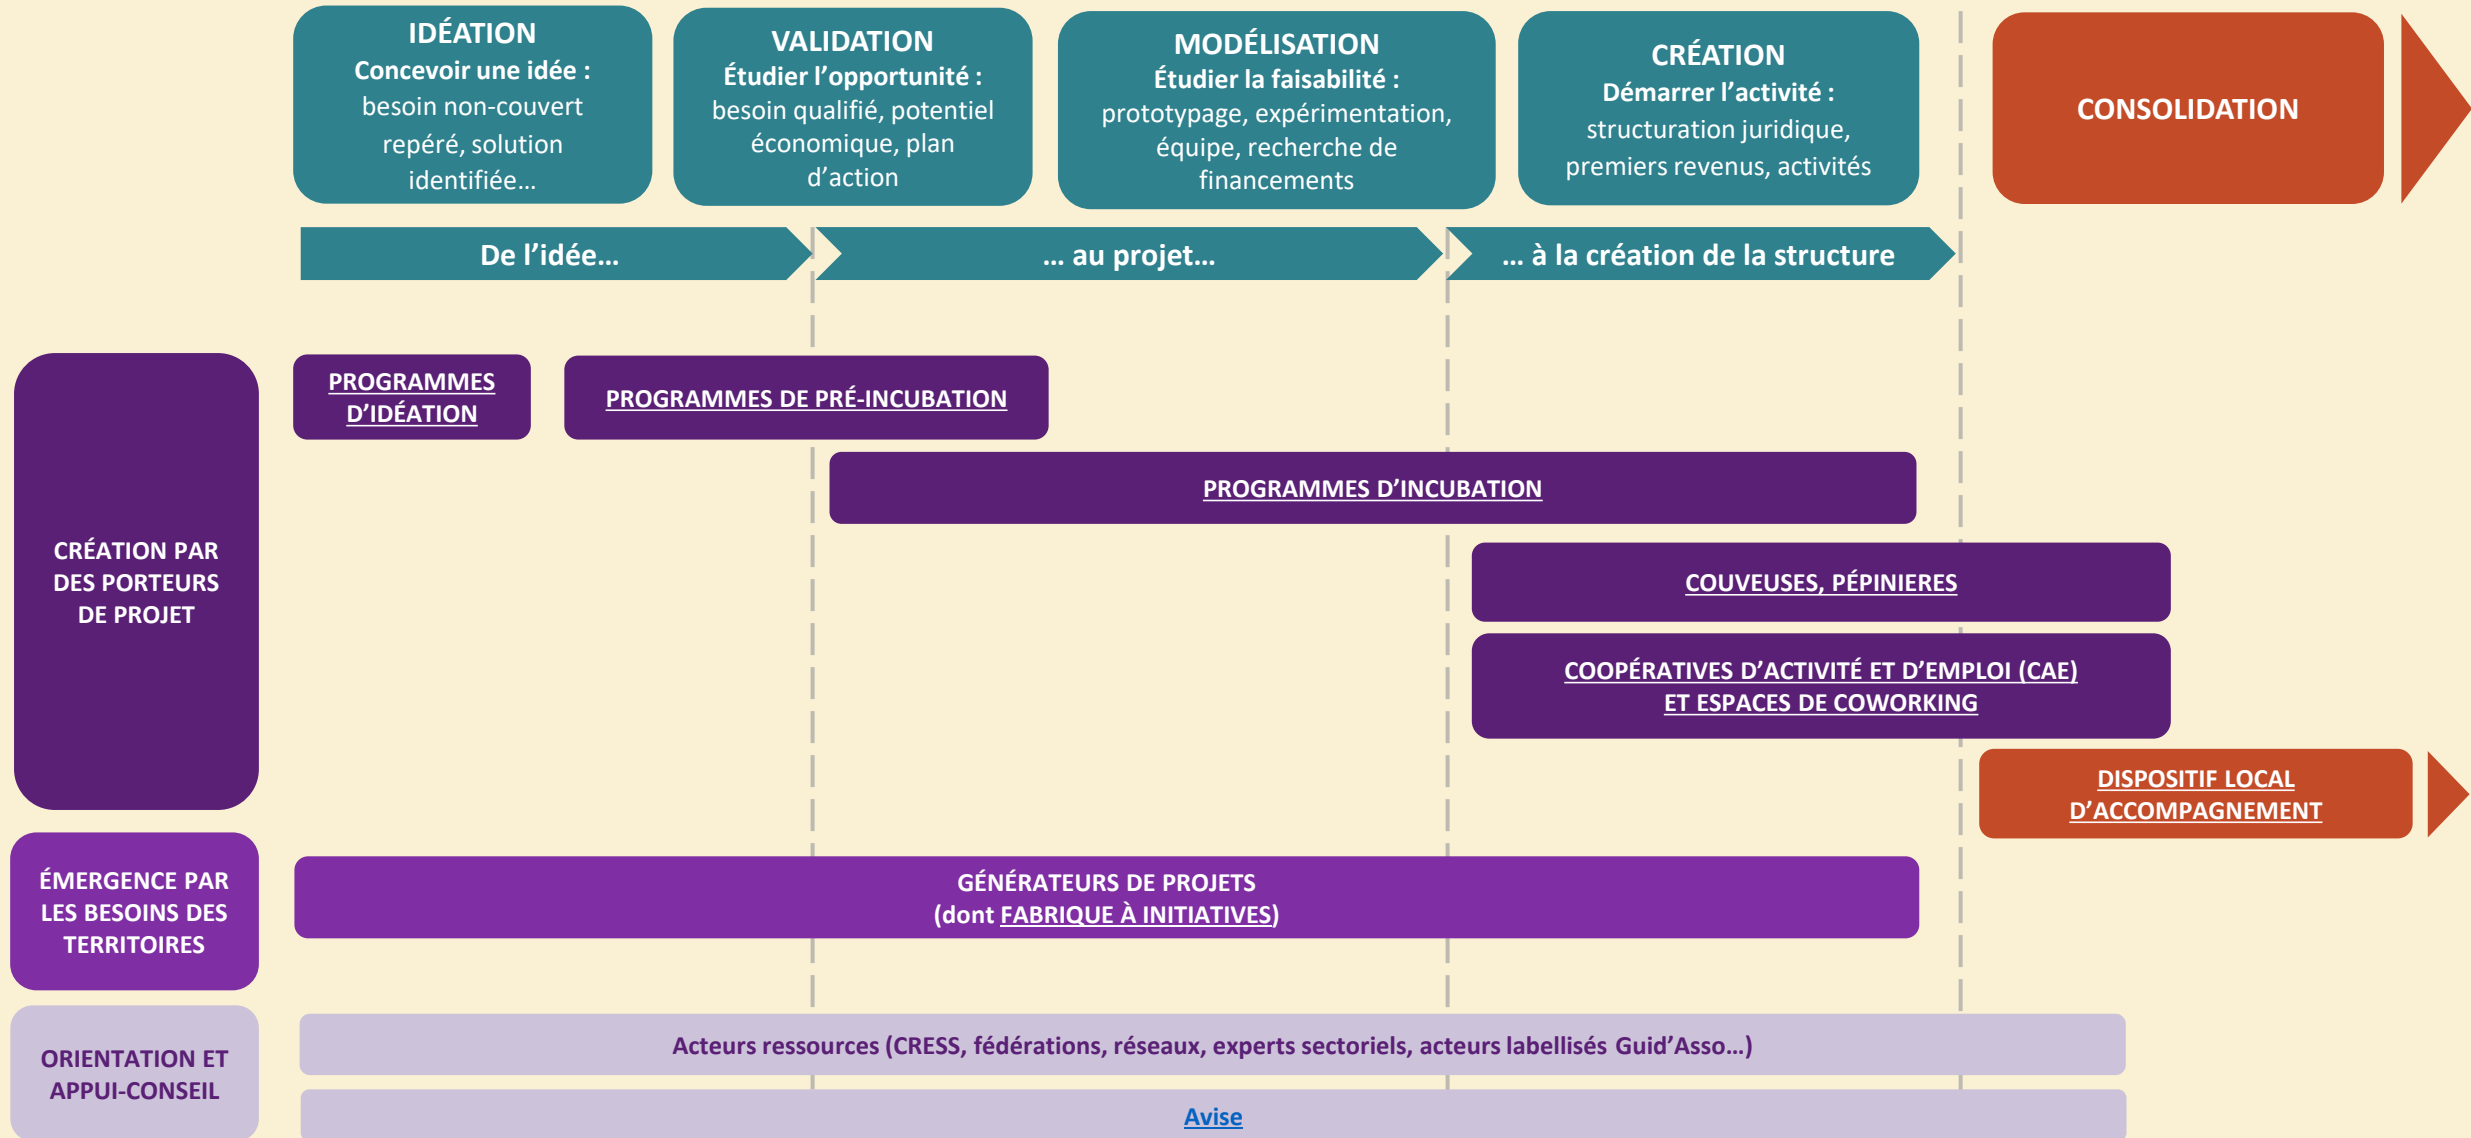 IDÉATION
Concevoir une idée :
besoin non-couvert
repéré, solution
identifiée…
VALIDATION
Étudier l’opportunité :
besoin qualifié, potentiel
économique, plan
d’action
MODÉLISATION
Étudier la faisabilité :
prototypage, expérimentation,
équipe, recherche de
financements
CRÉATION
Démarrer l’activité :
structuration juridique,
premiers revenus, activités
CONSOLIDATION
De l’idée…
… au projet…
… à la création de la structure
CRÉATION PAR
DES PORTEURS
DE PROJET
PROGRAMMES
D’IDÉATION
PROGRAMMES DE PRÉ-INCUBATION
PROGRAMMES D’INCUBATION
COUVEUSES, PÉPINIERES
COOPÉRATIVES D’ACTIVITÉ ET D’EMPLOI (CAE)
ET ESPACES DE COWORKING
DISPOSITIF LOCAL
D’ACCOMPAGNEMENT
ÉMERGENCE PAR
LES BESOINS DES
TERRITOIRES
GÉNÉRATEURS DE PROJETS
(dont FABRIQUE À INITIATIVES)
ORIENTATION ET
APPUI-CONSEIL
Acteurs ressources (CRESS, fédérations, réseaux, experts sectoriels, acteurs labellisés Guid’Asso…)
Avise